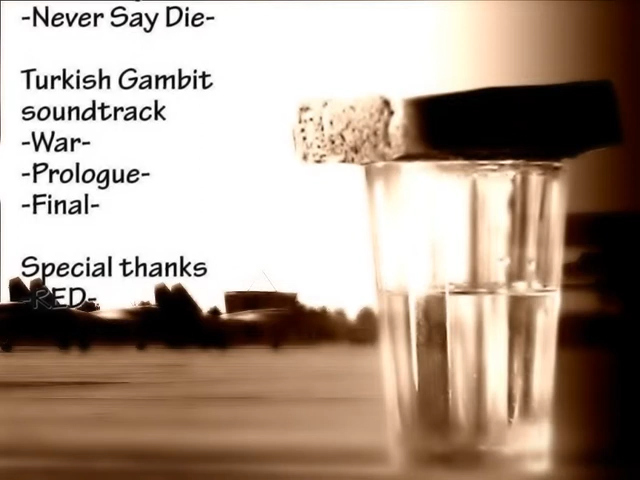 -Never Say Die-
Turkish Gambit
soundtrack
-War-
-Prologue-
-Final-
Special thanks
-RED-